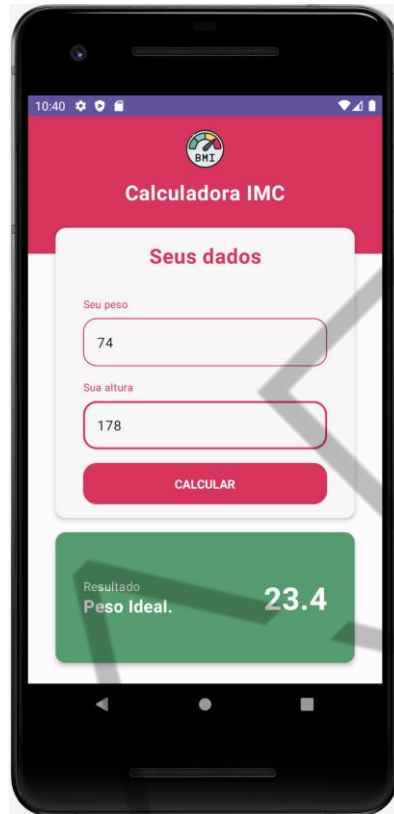 10:40
BMI
Calculadora IMC
Seus dados
Seu peso
74
Sua altura
178
CALCULAR
Resultado
Peso Ideal.
23.4